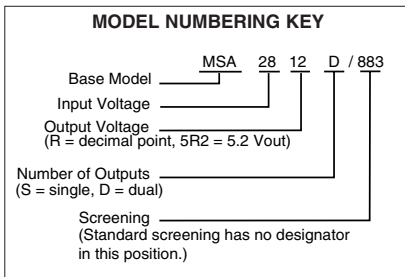 MODEL NUMBERING KEY
MSA 28 12 D / 883
Base Model
Input Voltage
Output Voltage
(R = decimal point, 5R2 = 5.2 Vout)
Number of Outputs
(S = single, D = dual)
Screening
(Standard screening has no designator
in this position.)